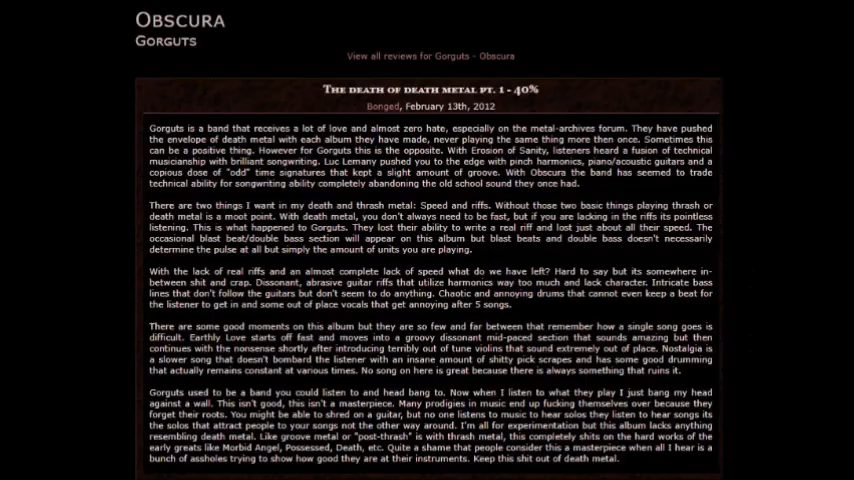 OBSCURA
GORGUTS
View all reviews for Gorguts - Obscura
THE DEATH OF DEATH METAL PT. 1 - 40%
Bonged, February 13th, 2012
Gorguts is a band that receives a lot of love and almost zero hate, especially on the metal-archives forum. They have pushed
the envelope of death metal with each album they have made, never playing the same thing more then once. Sometimes this
can be a positive thing. However for Gorguts this is the opposite. With Erosion of Sanity, listeners heard a fusion of technical
musicianship with brilliant songwriting. Luc Lemany pushed you to the edge with pinch harmonics, piano/acoustic guitars and a
copious dose of "odd" time signatures that kept a slight amount of groove. With Obscura the band has seemed to trade
technical ability for songwriting ability completely abandoning the old school sound they once had.
There are two things I want in my death and thrash metal: Speed and riffs. Without those two basic things playing thrash or
death metal is a moot point. With death metal, you don't always need to be fast, but if you are lacking in the riffs its pointless
listening. This is what happened to Gorguts. They lost their ability to write a real riff and lost just about all their speed. The
occasional blast beat/double bass section will appear on this album but blast beats and double bass doesn't necessarily
determine the pulse at all but simply the amount of units you are playing.
With the lack of real riffs and an almost complete lack of speed what do we have left? Hard to say but its somewhere in-
between shit and crap. Dissonant, abrasive guitar riffs that utilize harmonics way too much and lack character. Intricate bass
lines that don't follow the guitars but don't seem to do anything. Chaotic and annoying drums that cannot even keep a beat for
the listener to get in and some out of place vocals that get annoying after 5 songs.
There are some good moments on this album but they are so few and far between that remember how a single song goes is
difficult. Earthly Love starts off fast and moves into a groovy dissonant mid-paced section that sounds amazing but then
continues with the nonsense shortly after introducing terribly out of tune violins that sound extremely out of place. Nostalgia is
a slower song that doesn't bombard the listener with an insane amount of shitty pick scrapes and has some good drumming
that actually remains constant at various times. No song on here is great because there is always something that ruins it.
Gorguts used to be a band you could listen to and head bang to. Now when I listen to what they play I just bang my head
against a wall. This isn't good, this isn't a masterpiece. Many prodigies in music end up fucking themselves over because they
forget their roots. You might be able to shred on a guitar, but no one listens to music to hear solos they listen to hear songs its
the solos that attract people to your songs not the other way around. I'm all for experimentation but this album lacks anything
resembling death metal. Like groove metal or "post-thrash" is with thrash metal, this completely shits on the hard works of the
early greats like Morbid Angel, Possessed, Death, etc. Quite a shame that people consider this a masterpiece when all I hear is a
bunch of assholes trying to show how good they are at their instruments. Keep this shit out of death metal.